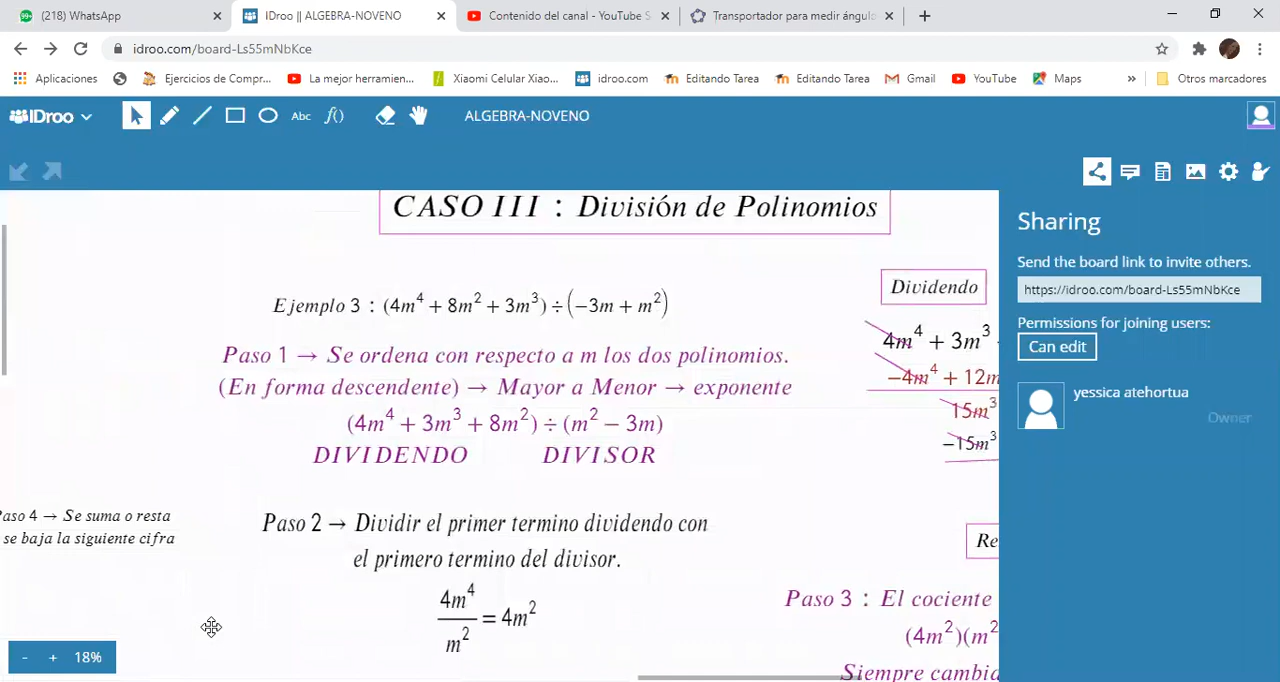 (218) WhatsApp
IDroo || ALGEBRA-NOVENO
Contenido del canal - YouTube S
Transportador para medir ángulo
idroo.com/board-Ls55mNbKce
Aplicaciones
Ejercicios de Compr...
La mejor herramien...
Xiaomi Celular Xiao...
idroo.com
Editando Tarea
Editando Tarea
Gmail
YouTube
Maps
»
Otros marcadores
IDroo
Abc
f()
ALGEBRA-NOVENO
CASO III : División de Polinomios
Ejemplo 3 : (4m⁴ + 8m² + 3m³) ÷ (−3m + m²)
Paso 1 → Se ordena con respecto a m los dos polinomios.
(En forma descendente) → Mayor a Menor → exponente
(4m⁴ + 3m³ + 8m²) ÷ (m² − 3m)
DIVIDENDO DIVISOR
Paso 4 → Se suma o resta
se baja la siguiente cifra
Paso 2 → Dividir el primer termino dividendo con
el primero termino del divisor.
4m⁴
m²
= 4m²
Dividendo
4m⁴ + 3m³
−4m⁴ + 12m
15m³
−15m³
Re
Paso 3 : El cociente
(4m²)(m²
Siempre cambia
Sharing
Send the board link to invite others.
https://idroo.com/board-Ls55mNbKce
Permissions for joining users:
Can edit
yessica atehortua
Owner
- + 18%